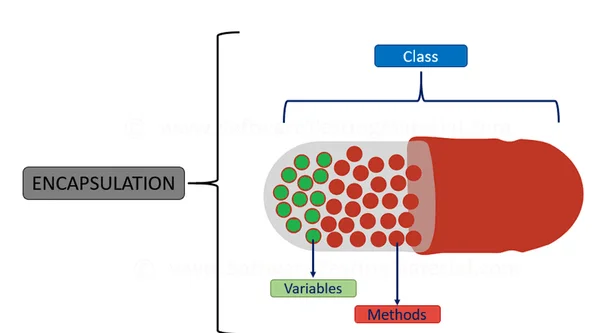 Class
ENCAPSULATION
Variables
Methods